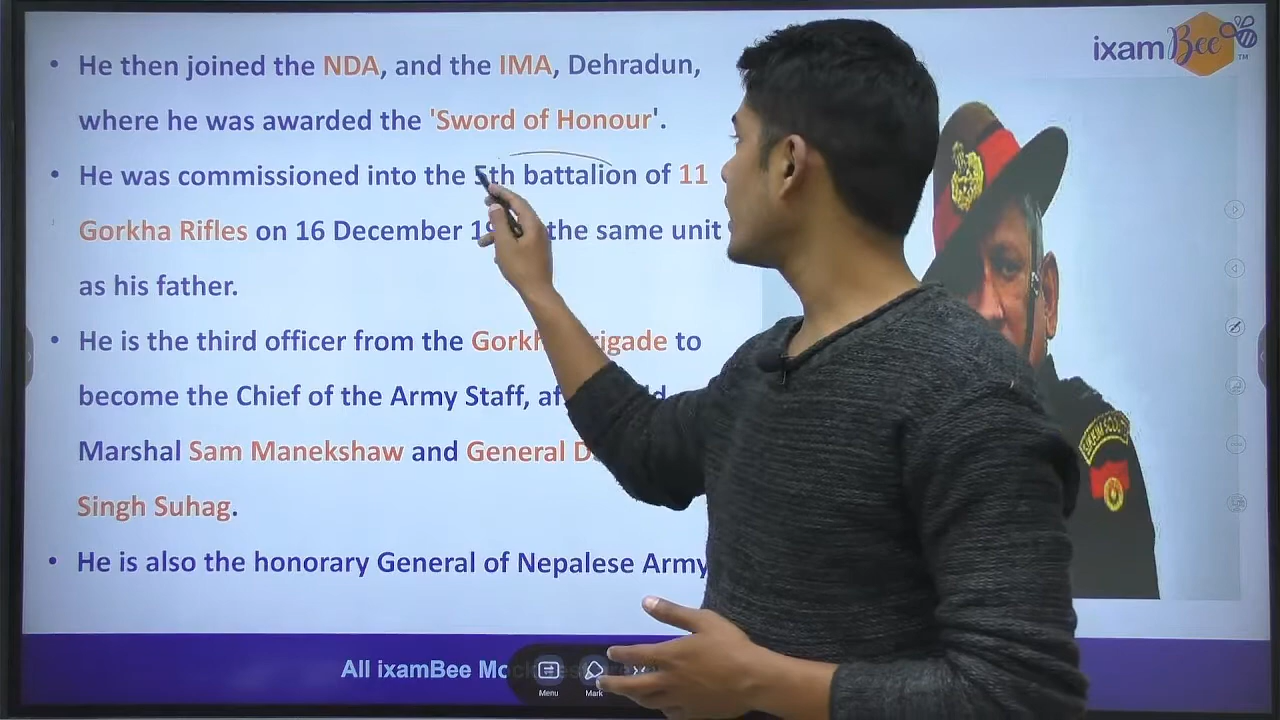 ixamBee TM
He then joined the NDA, and the IMA, Dehradun,
where he was awarded the 'Sword of Honour'.
He was commissioned into the 5th battalion of 11
Gorkha Rifles on 16 December the same unit
as his father.
He is the third officer from the to
become the Chief of the Army Staff,
Marshal Sam Manekshaw and General
Singh Suhag.
He is also the honorary General of Nepalese Army
SIKKIM SCOUTS
All ixamBee
Menu Mark